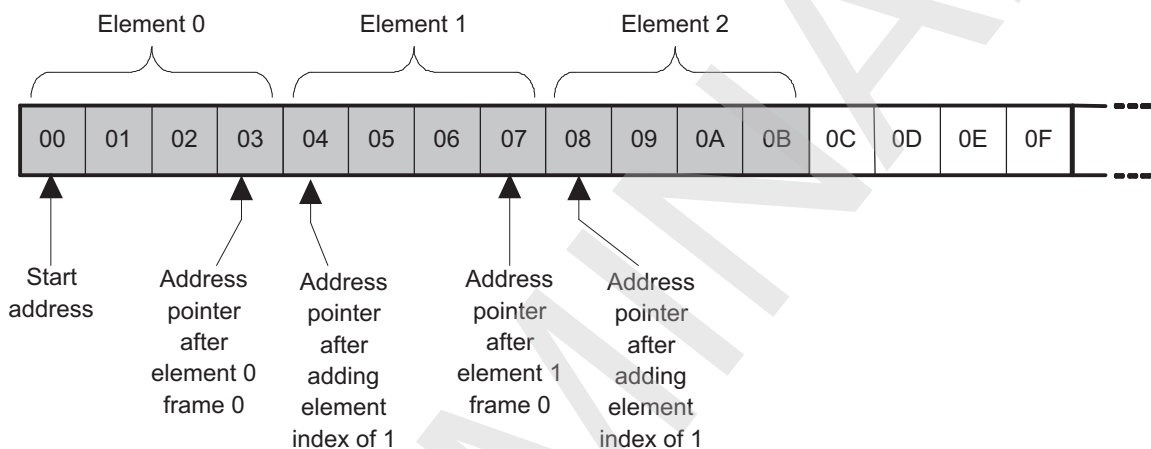 Element 0 Element 1 Element 2
00 01 02 03 04 05 06 07 08 09 0A 0B 0C 0D 0E 0F
Start
address
Address
pointer
after
element 0
frame 0
Address
pointer
after
adding
element
index of 1
Address
pointer
after
element 1
frame 0
Address
pointer
after
adding
element
index of 1